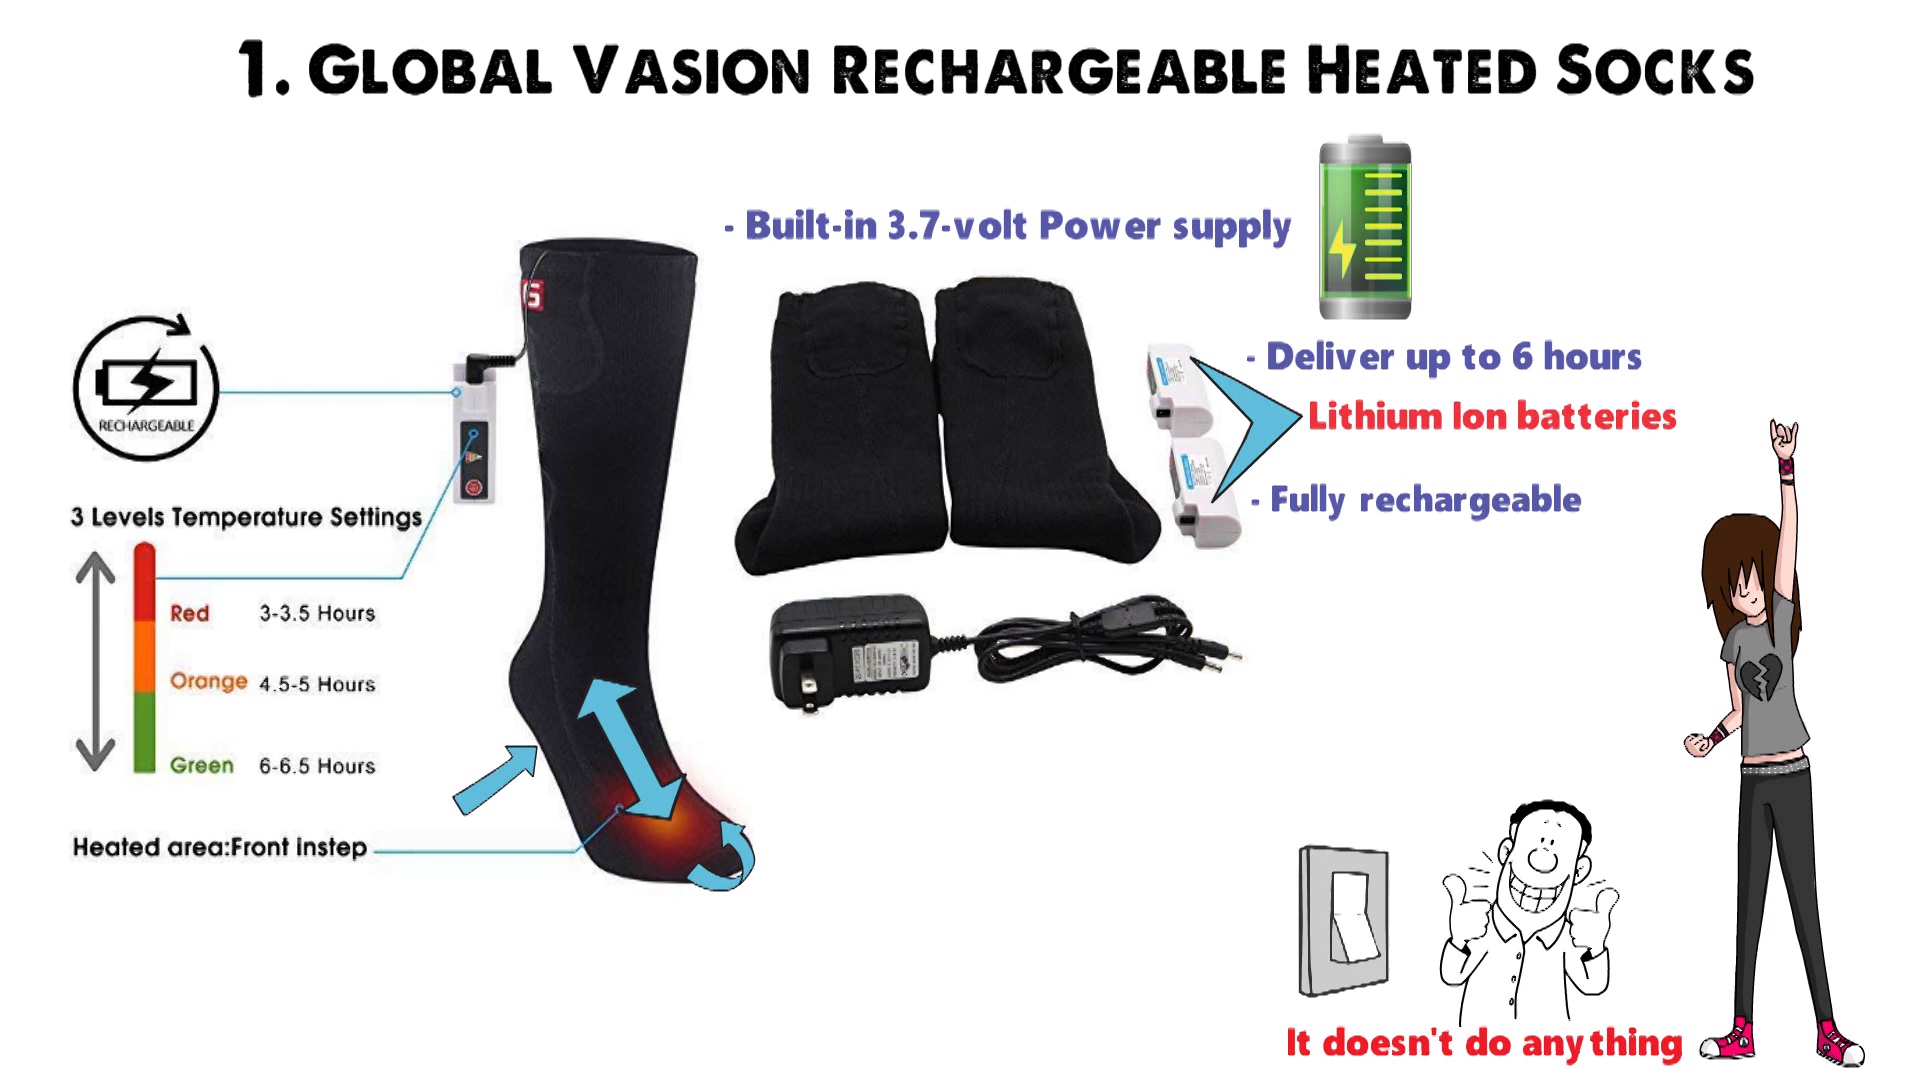 1. GLOBAL VASION RECHARGEABLE HEATED SOCKS
- Built-in 3.7-volt Power supply
- Deliver up to 6 hours
Lithium Ion batteries
- Fully rechargeable
RECHARGEABLE
3 Levels Temperature Settings
Red 3-3.5 Hours
Orange 4.5-5 Hours
Green 6-6.5 Hours
Heated area:Front instep
It doesn't do anything